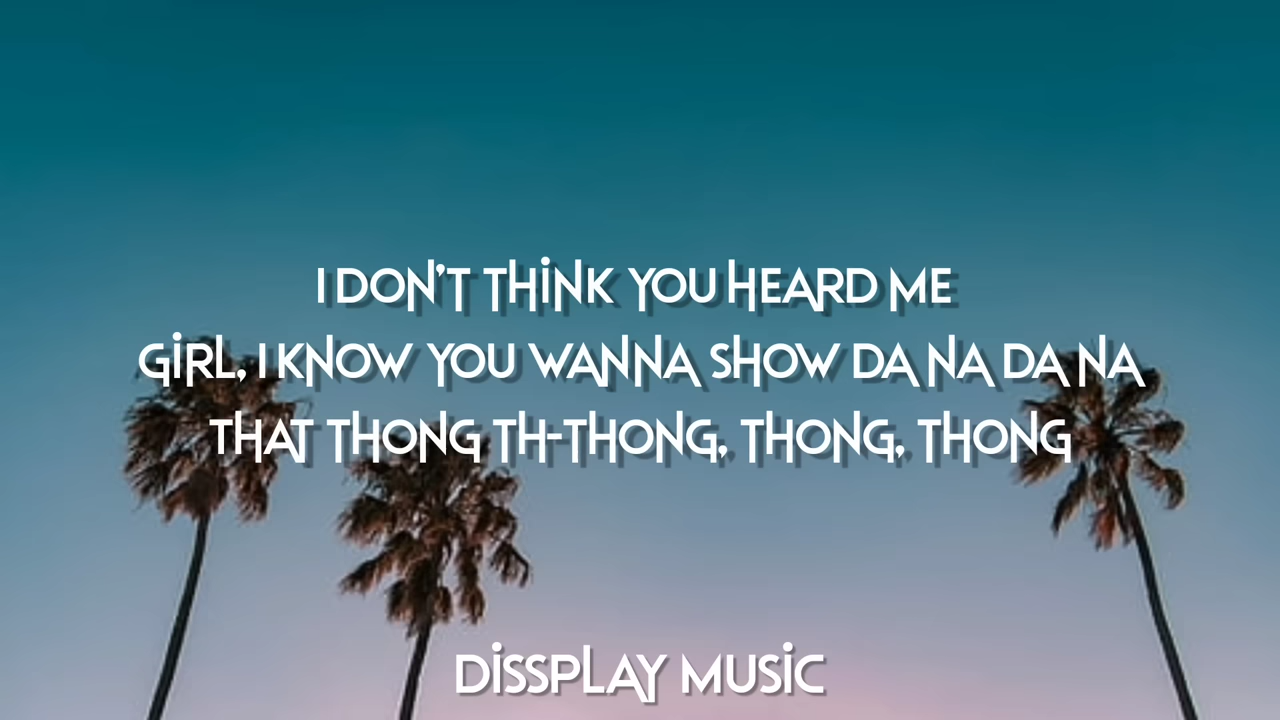 I DON'T THINK YOU HEARD ME
GIRL, I KNOW YOU WANNA SHOW DA NA DA NA
THAT THONG TH-THONG, THONG, THONG
DISSPLAY MUSIC